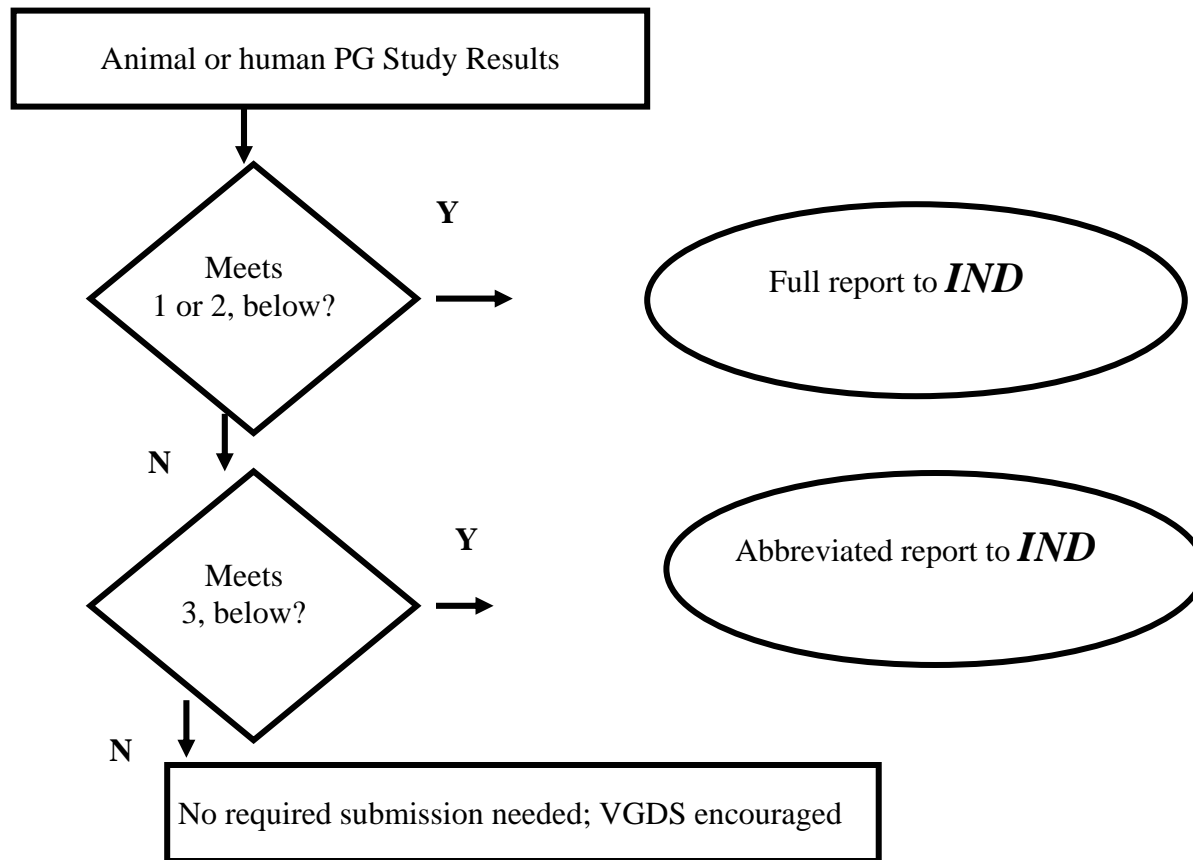 Animal or human PG Study Results
Y
Meets
1 or 2, below?
Full report to IND
N
Y
Meets
3, below?
Abbreviated report to IND
N
No required submission needed; VGDS encouraged